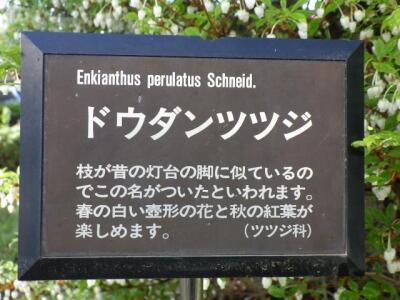 Enkianthus perulatus Schneid.
ドウダンツツジ
枝が昔の灯台の脚に似ているの
でこの名がついたといわれます。
春の白い壺形の花と秋の紅葉が
楽しめます。 (ツツジ科)